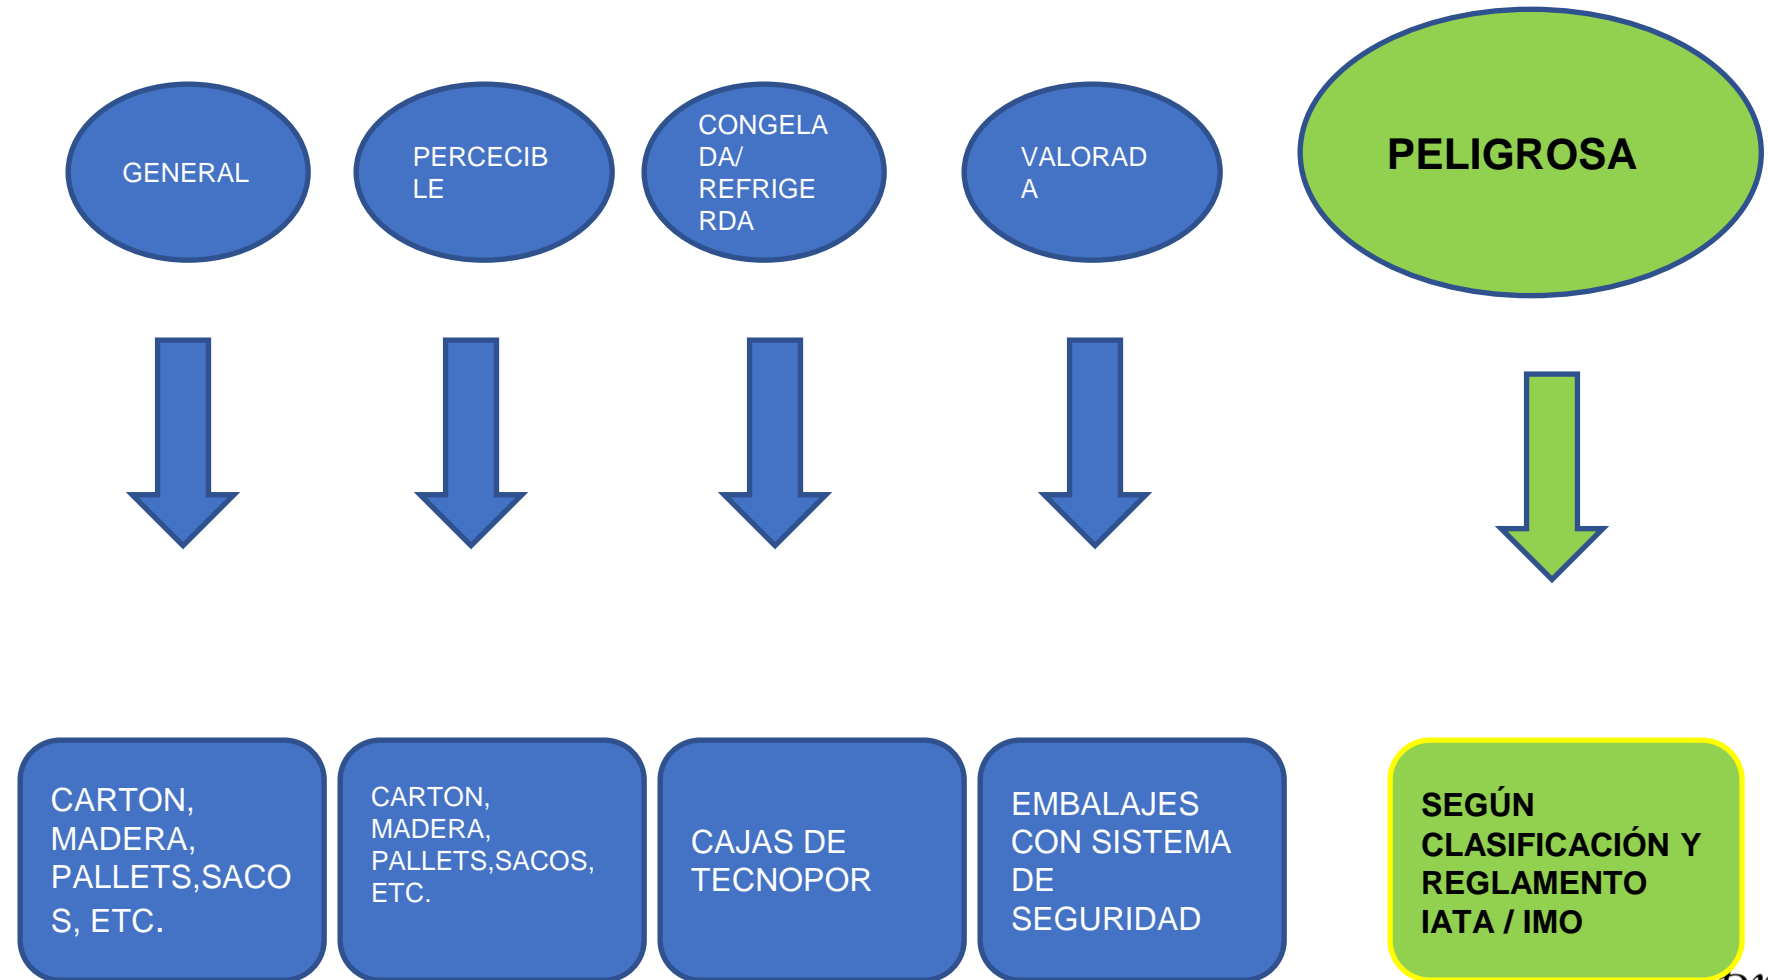 GENERAL
PERCECIB
LE
CONGELA
DA/
REFRIGE
RDA
VALORAD
A
PELIGROSA
CARTON,
MADERA,
PALLETS,SACO
S, ETC.
CARTON,
MADERA,
PALLETS,SACOS,
ETC.
CAJAS DE
TECNOPOR
EMBALAJES
CON SISTEMA
DE
SEGURIDAD
SEGÚN
CLASIFICACIÓN Y
REGLAMENTO
IATA / IMO